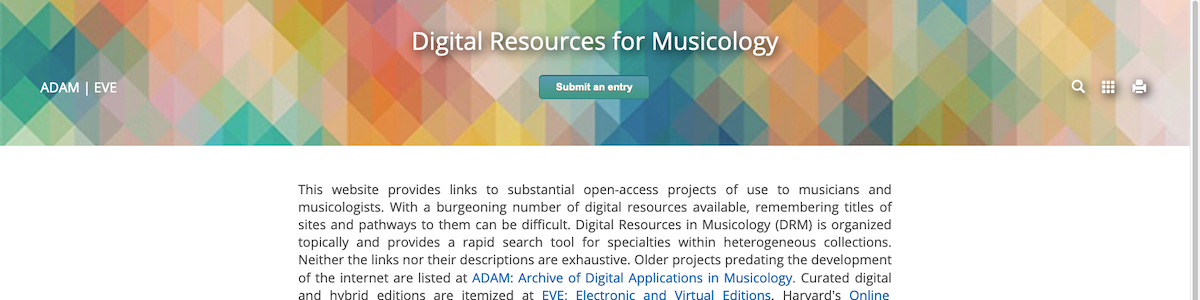 Digital Resources for Musicology
ADAM | EVE
Submit an entry
This website provides links to substantial open-access projects of use to musicians and
musicologists. With a burgeoning number of digital resources available, remembering titles of
sites and pathways to them can be difficult. Digital Resources in Musicology (DRM) is organized
topically and provides a rapid search tool for specialties within heterogeneous collections.
Neither the links nor their descriptions are exhaustive. Older projects predating the development
of the internet are listed at ADAM: Archive of Digital Applications in Musicology. Curated digital
and hybrid editions are itemized at EVE: Electronic and Virtual Editions. Harvard's Online